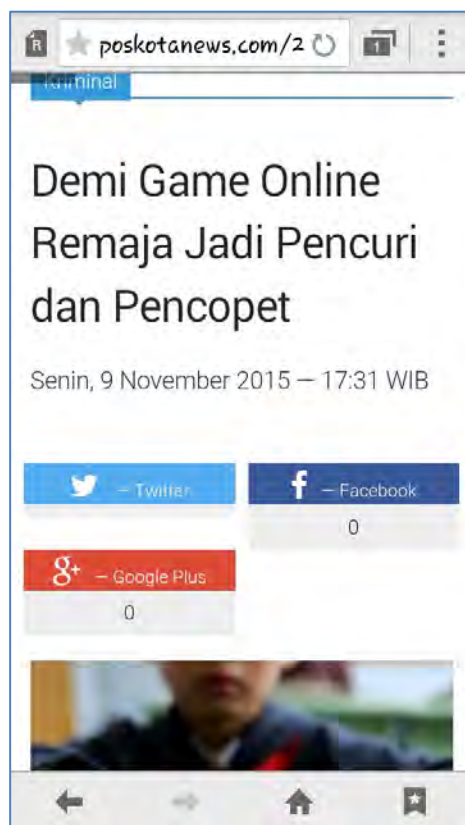 R
poskotanews.com/2
1
Kriminal
Demi Game Online
Remaja Jadi Pencuri
dan Pencopet
Senin, 9 November 2015 — 17:31 WIB
– Twitter
f – Facebook
0
g+ – Google Plus
0